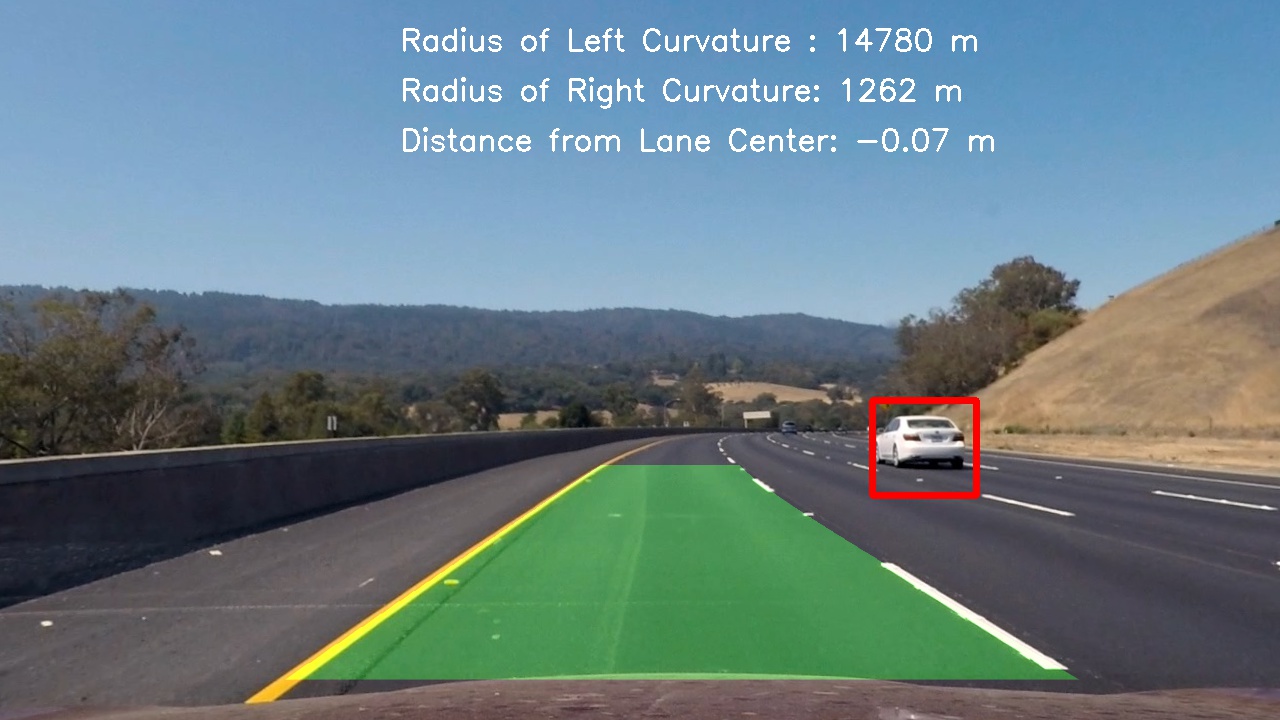 Radius of Left Curvature : 14780 m
Radius of Right Curvature: 1262 m
Distance from Lane Center: −0.07 m